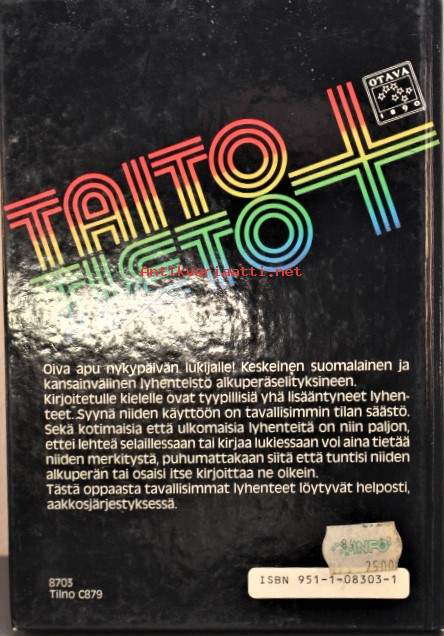 OTAVA
1890
TAITO
TIETO
+
Antikvariaatti.net
Oiva apu nykypäivän lukijalle! Keskeinen suomalainen ja
kansainvälinen lyhenteistö alkuperäselityksineen.
Kirjoitetulle kielelle ovat tyypillisiä yhä lisääntyneet lyhen-
teet. Syynä niiden käyttöön on tavallisimmin tilan säästö.
Sekä kotimaisia että ulkomaisia lyhenteitä on niin paljon,
ettei lehteä selaillessaan tai kirjaa lukiessaan voi aina tietää
niiden merkitystä, puhumattakaan siitä että tuntisi niiden
alkuperän tai osaisi itse kirjoittaa ne oikein.
Tästä oppaasta tavallisimmat lyhenteet löytyvät helposti,
aakkosjärjestyksessä.
INFO
2500
8703
Tilno C879
ISBN 951-1-08303-1